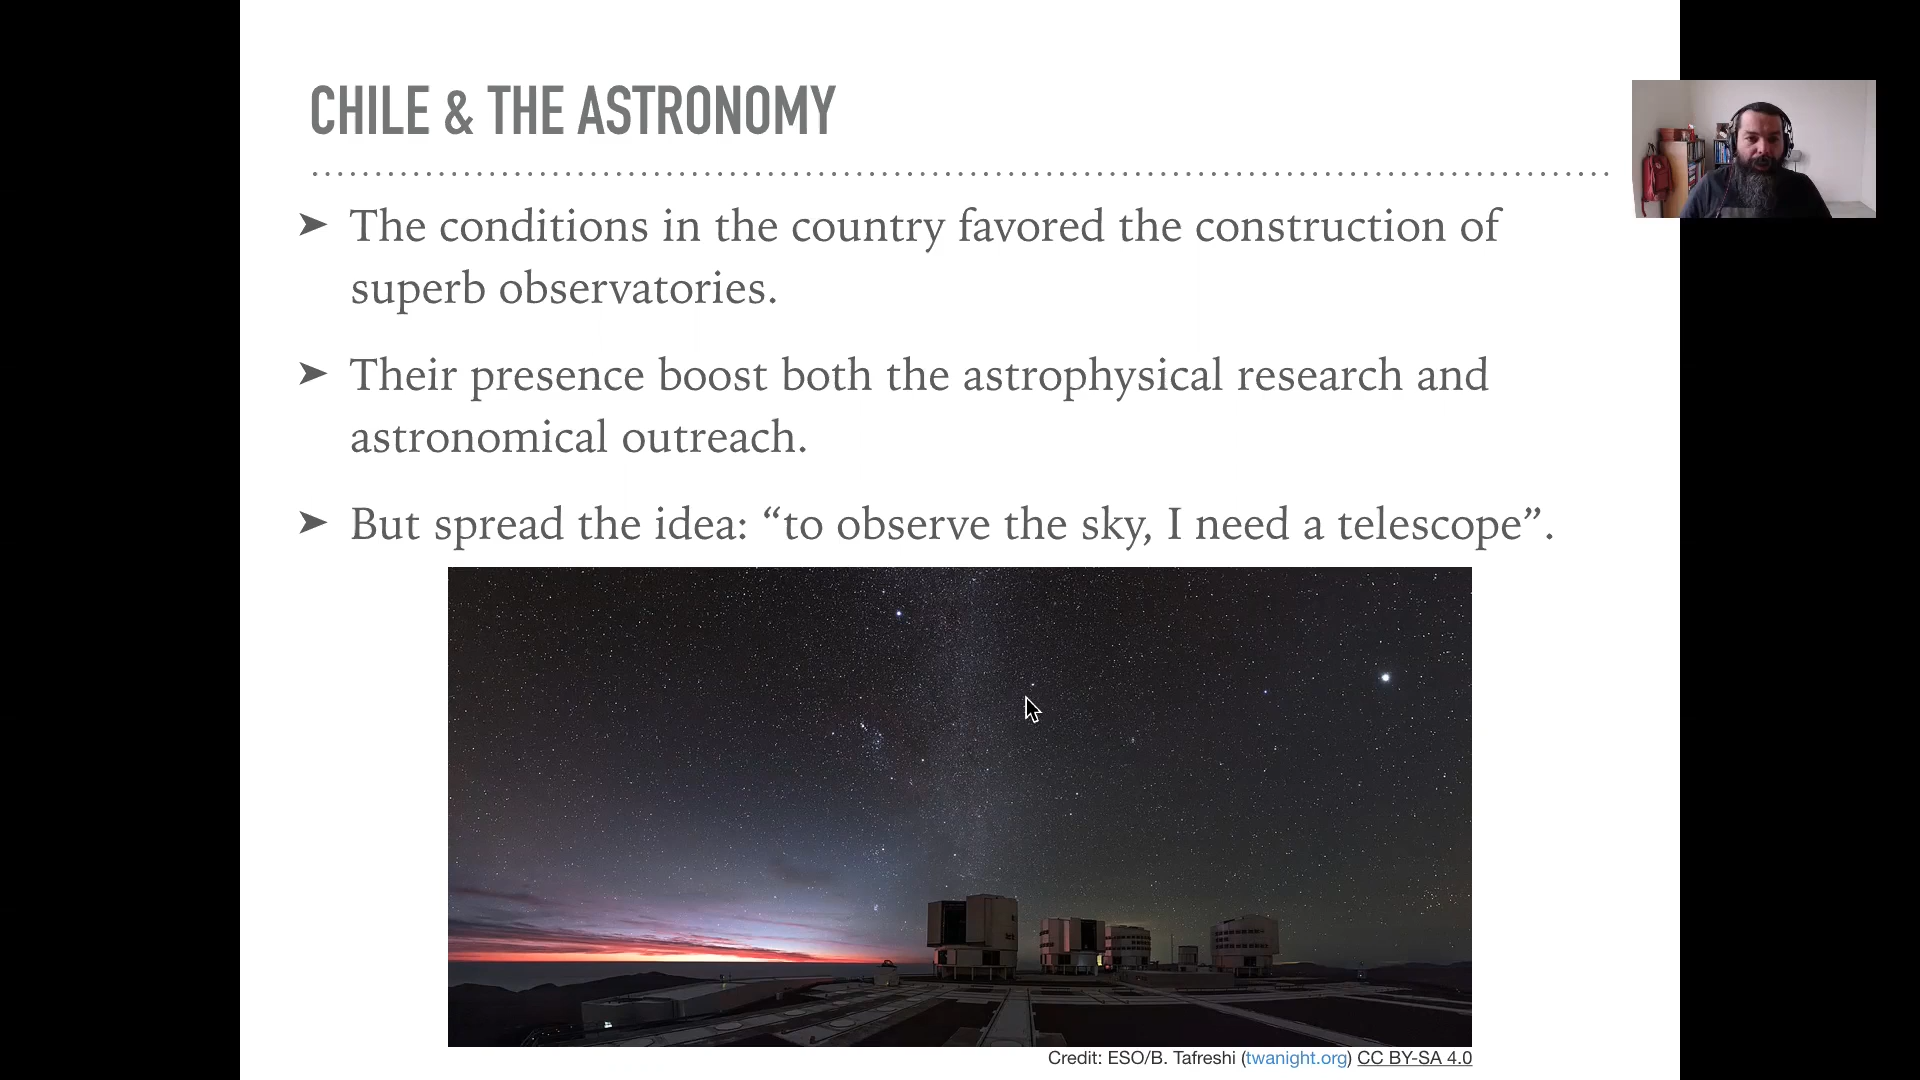 CHILE & THE ASTRONOMY
➤ The conditions in the country favored the construction of
superb observatories.
➤ Their presence boost both the astrophysical research and
astronomical outreach.
➤ But spread the idea: “to observe the sky, I need a telescope”.
Credit: ESO/B. Tafreshi (twanight.org) CC BY-SA 4.0